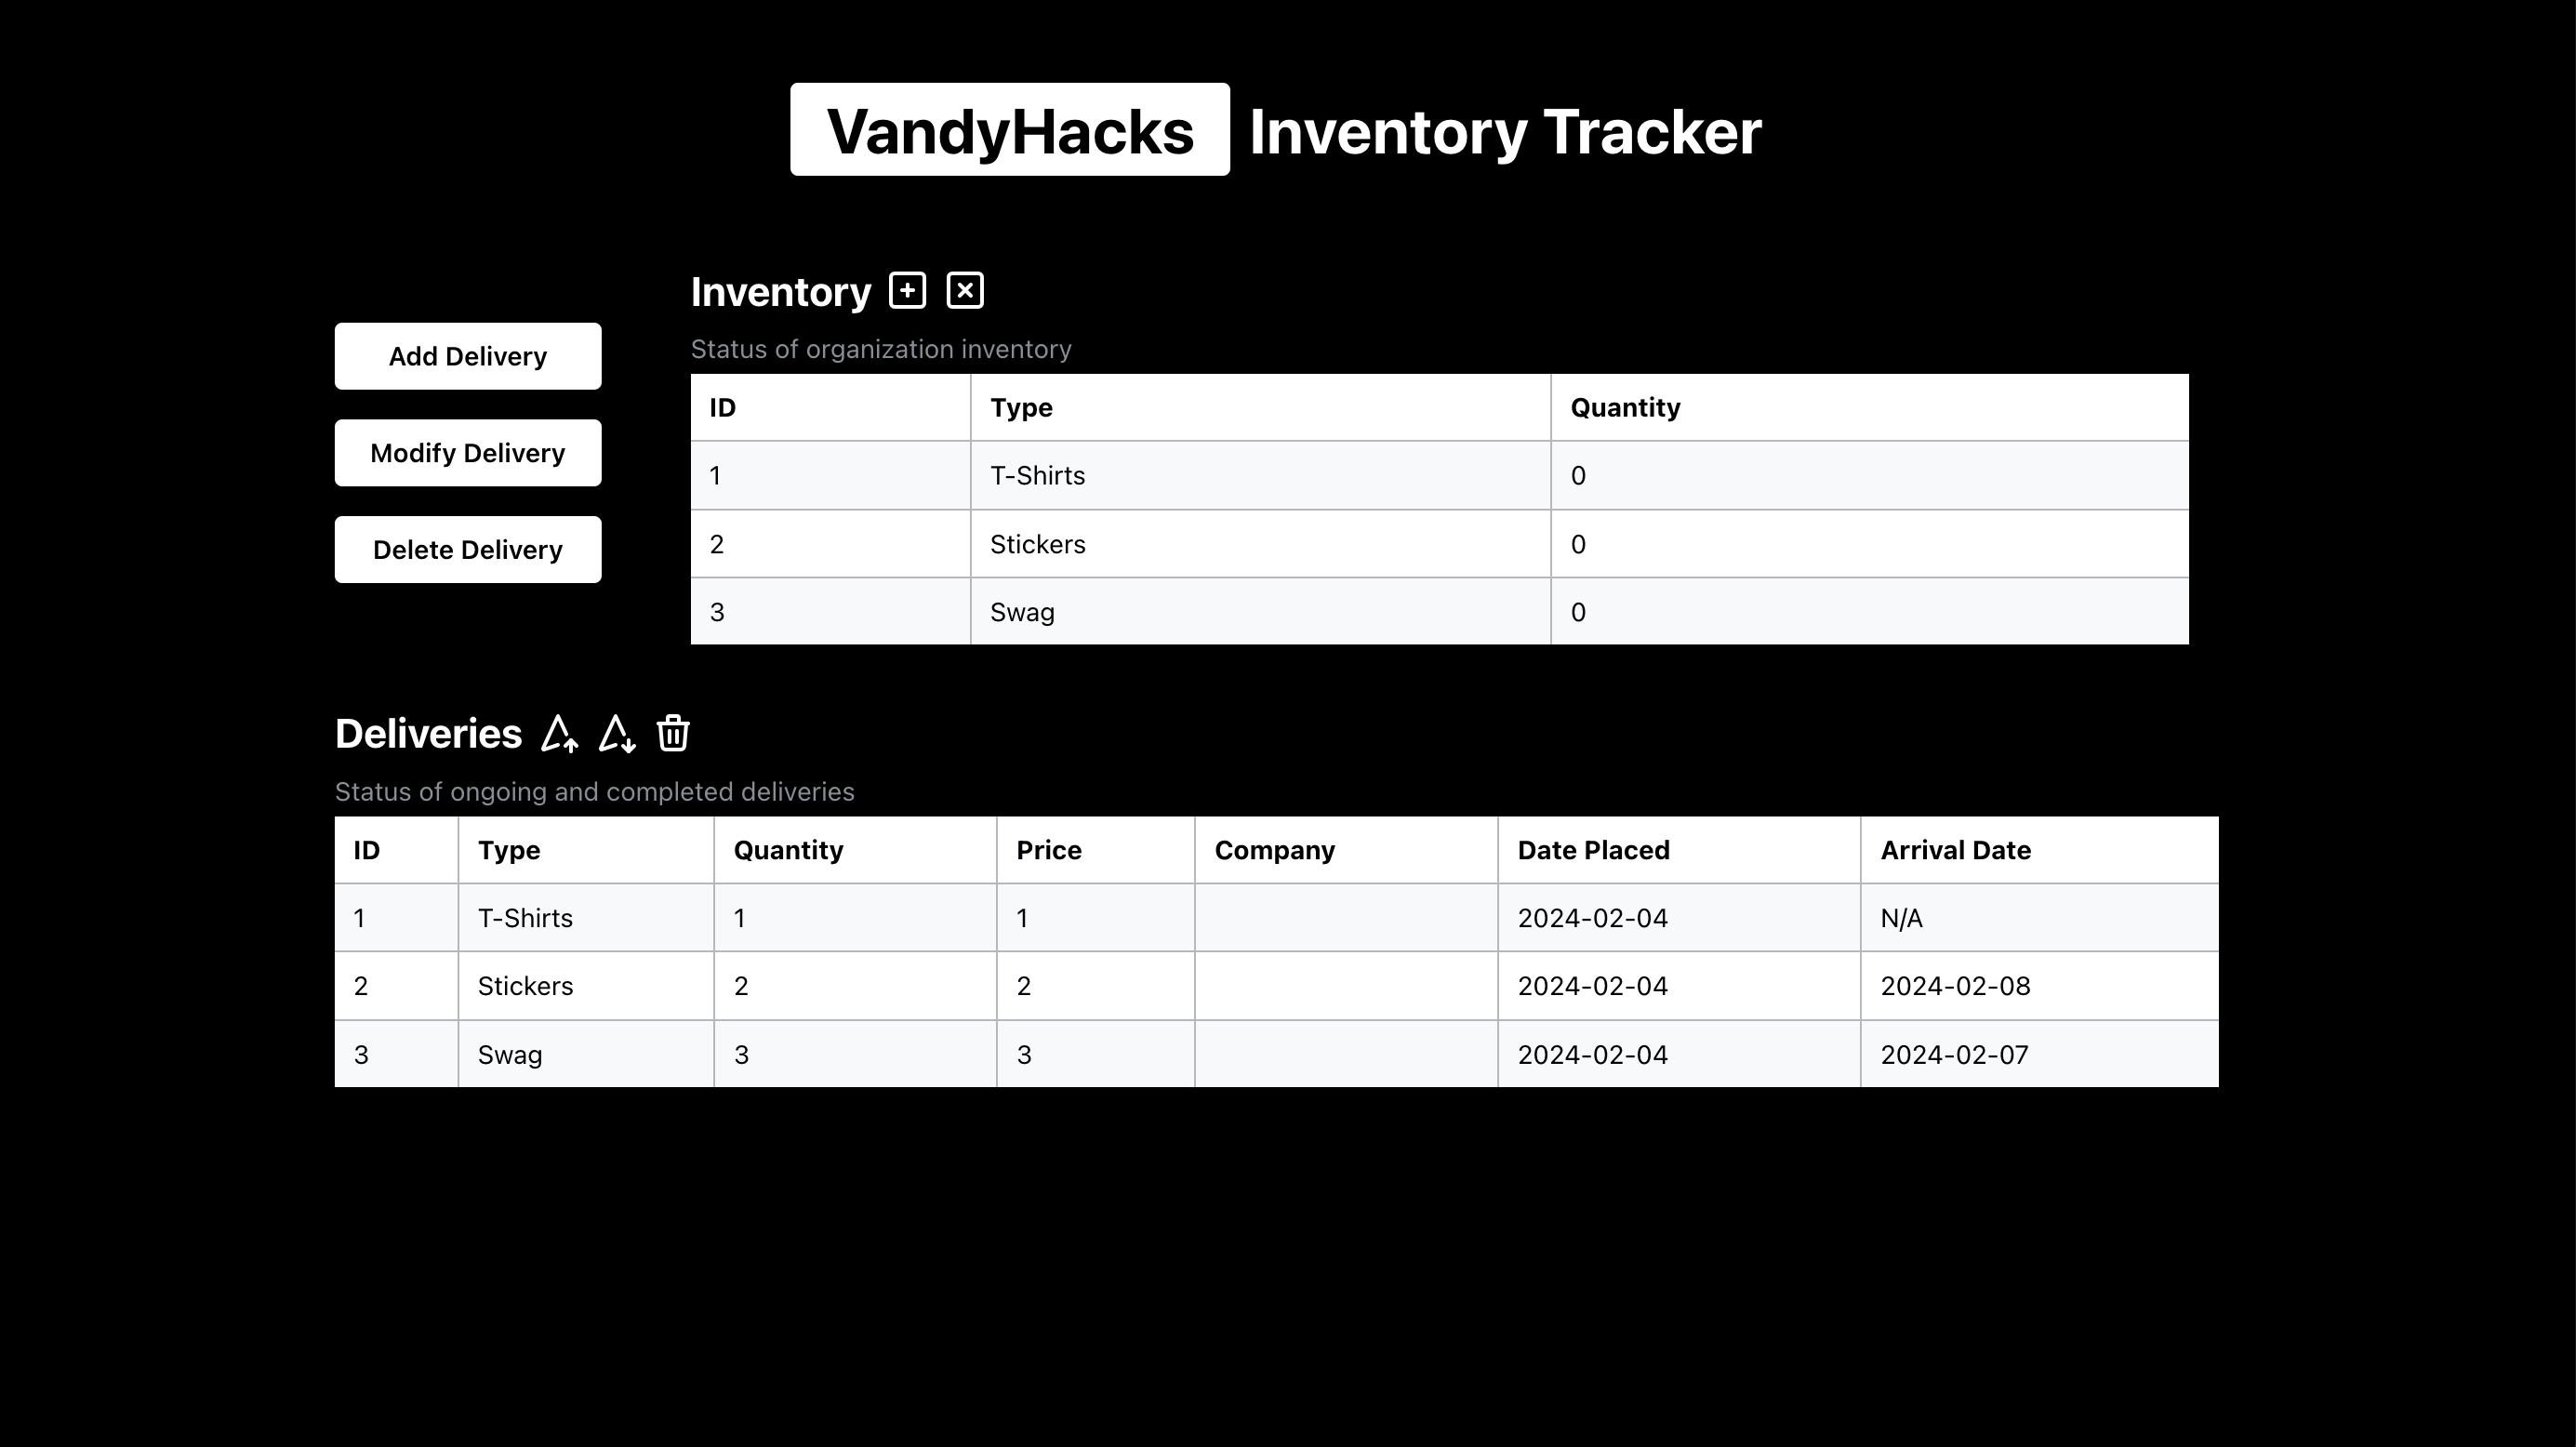 VandyHacks Inventory Tracker
Add Delivery
Modify Delivery
Delete Delivery
Inventory
Status of organization inventory
ID Type Quantity
1 T-Shirts 0
2 Stickers 0
3 Swag 0
Deliveries
Status of ongoing and completed deliveries
ID Type Quantity Price Company Date Placed Arrival Date
1 T-Shirts 1 1 2024-02-04 N/A
2 Stickers 2 2 2024-02-04 2024-02-08
3 Swag 3 3 2024-02-04 2024-02-07